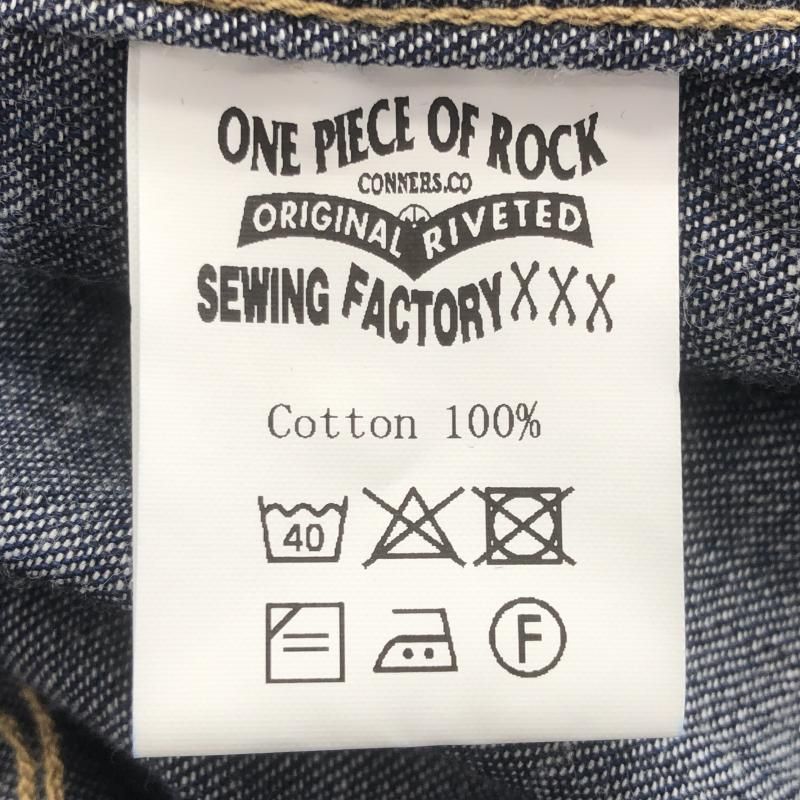 ONE PIECE OF ROCK
CONNERS.CO
ORIGINAL RIVETED
SEWING FACTORY XXX
Cotton 100%
40
F